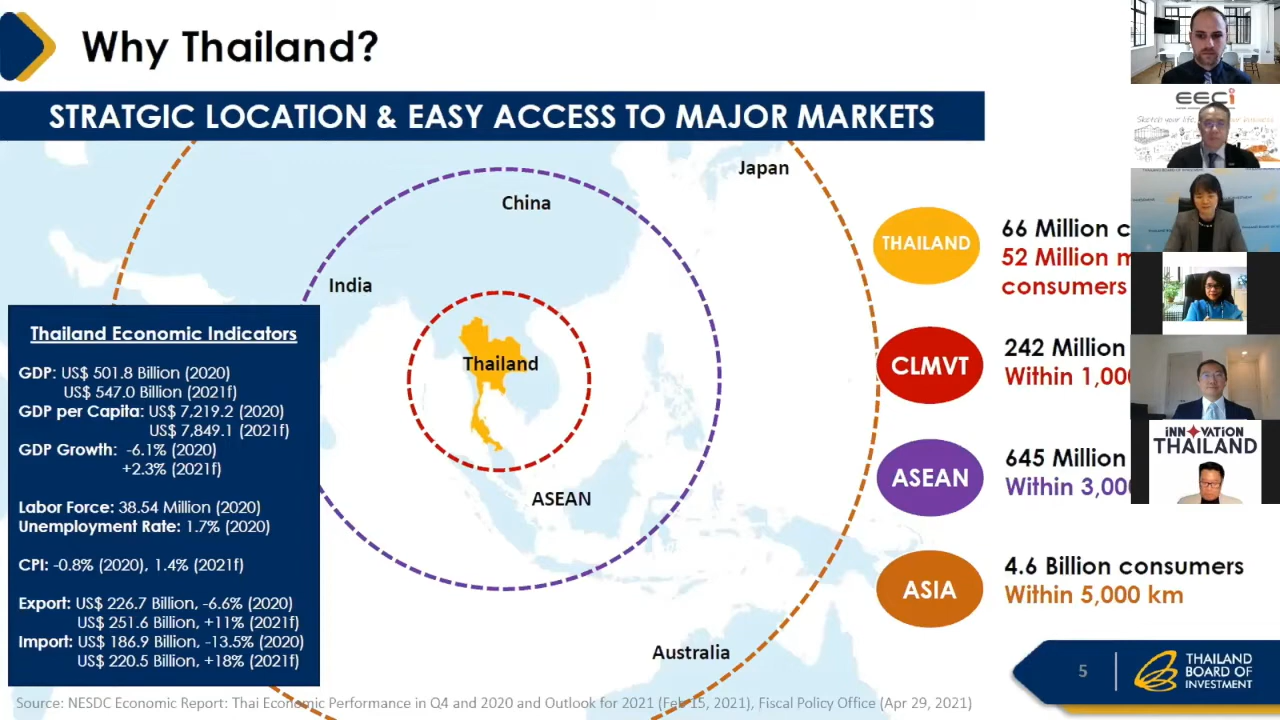 Why Thailand?
STRATGIC LOCATION & EASY ACCESS TO MAJOR MARKETS
Japan
China
India
Thailand
ASEAN
Australia
Thailand Economic Indicators
GDP: US$ 501.8 Billion (2020)
US$ 547.0 Billion (2021f)
GDP per Capita: US$ 7,219.2 (2020)
US$ 7,849.1 (2021f)
GDP Growth: -6.1% (2020)
+2.3% (2021f)
Labor Force: 38.54 Million (2020)
Unemployment Rate: 1.7% (2020)
CPI: -0.8% (2020), 1.4% (2021f)
Export: US$ 226.7 Billion, -6.6% (2020)
US$ 251.6 Billion, +11% (2021f)
Import: US$ 186.9 Billion, -13.5% (2020)
US$ 220.5 Billion, +18% (2021f)
THAILAND
66 Million
52 Million
consumers
CLMVT
242 Million
Within
ASEAN
645 Million
Within
ASIA
4.6 Billion consumers
Within 5,000 km
EECi
Sketch your life, your business
INNOVATION
THAILAND
5
THAILAND
BOARD OF
INVESTMENT
Source: NESDC Economic Report: Thai Economic Performance in Q4 and 2020 and Outlook for 2021 (Feb 15, 2021), Fiscal Policy Office (Apr 29, 2021)